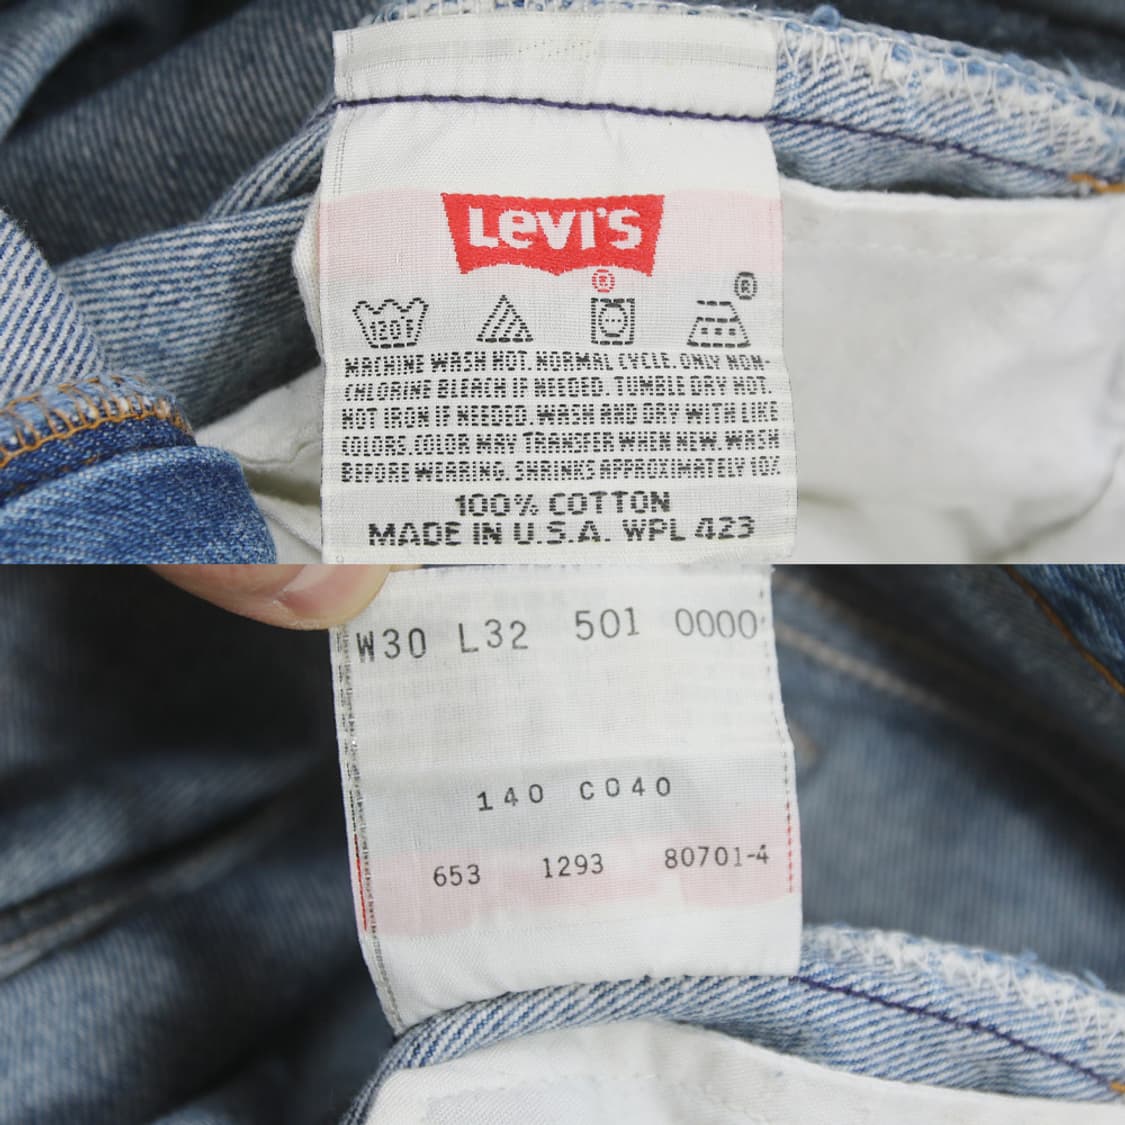 LEVI'S
®
®
120F
MACHINE WASH HOT. NORMAL CYCLE. ONLY NON-
CHLORINE BLEACH IF NEEDED. TUMBLE DRY HOT.
HOT IRON IF NEEDED. WASH AND DRY WITH LIKE
COLORS. COLOR MAY TRANSFER WHEN NEW. WASH
BEFORE WEARING. SHRINKS APPROXIMATELY 10%
100% COTTON
MADE IN U.S.A. WPL 423
W30 L32 501 0000
140 C040
653 1293 80701-4